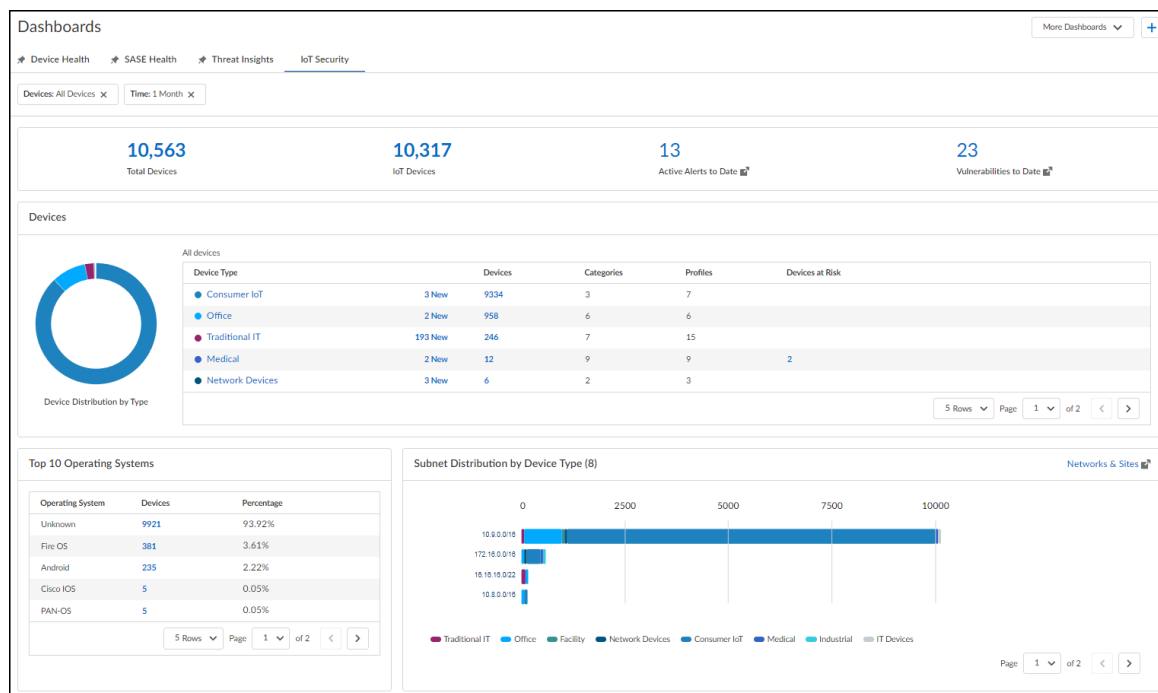 Dashboards
More Dashboards
Device Health SASE Health Threat Insights IoT Security
Devices: All Devices × Time: 1 Month ×
10,563 10,317 13 23
Total Devices IoT Devices Active Alerts to Date Vulnerabilities to Date
Devices
All devices
Device Type Devices Categories Profiles Devices at Risk
Consumer IoT 3 New 9334 3 7
Office 2 New 958 6 6
Traditional IT 193 New 246 7 15
Medical 2 New 12 9 9 2
Network Devices 3 New 6 2 3
Device Distribution by Type
5 Rows Page 1 of 2
Top 10 Operating Systems
Operating System Devices Percentage
Unknown 9921 93.92%
Fire OS 381 3.61%
Android 235 2.22%
Cisco IOS 5 0.05%
PAN-OS 5 0.05%
5 Rows Page 1 of 2
Subnet Distribution by Device Type (8) Networks & Sites
0 2500 5000 7500 10000
10.9.0.0/16
172.16.0.0/16
16.16.16.0/22
10.8.0.0/16
Traditional IT Office Facility Network Devices Consumer IoT Medical Industrial IT Devices
Page 1 of 2